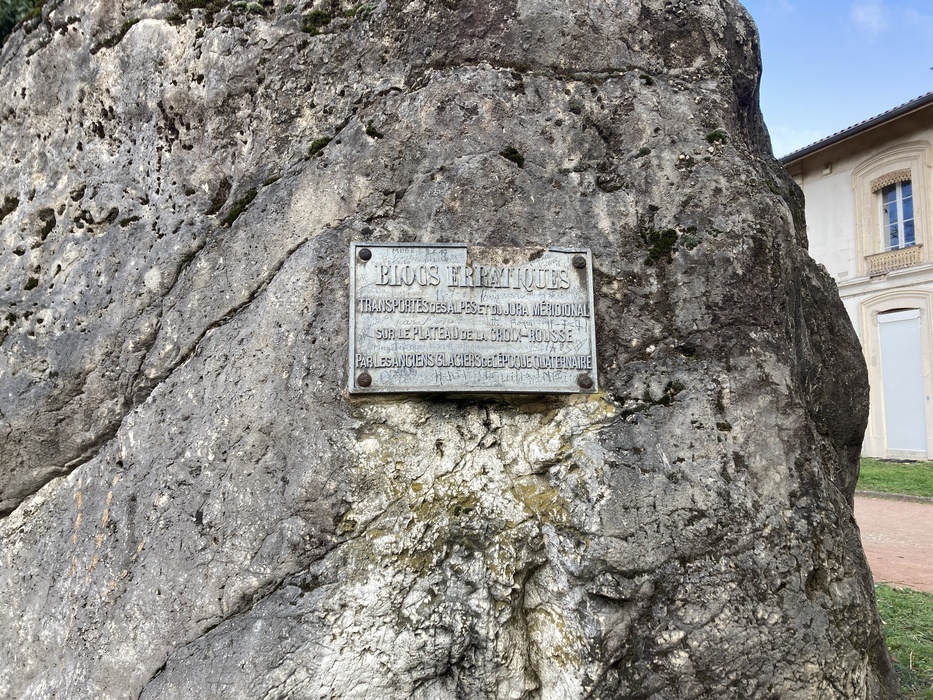 BLOCS ERRATIQUES
TRANSPORTÉS DES ALPES ET DU JURA MÉRIDIONAL
SUR LE PLATEAU DE LA CROIX-ROUSSE
PAR LES ANCIENS GLACIERS DE L'ÉPOQUE QUATERNAIRE